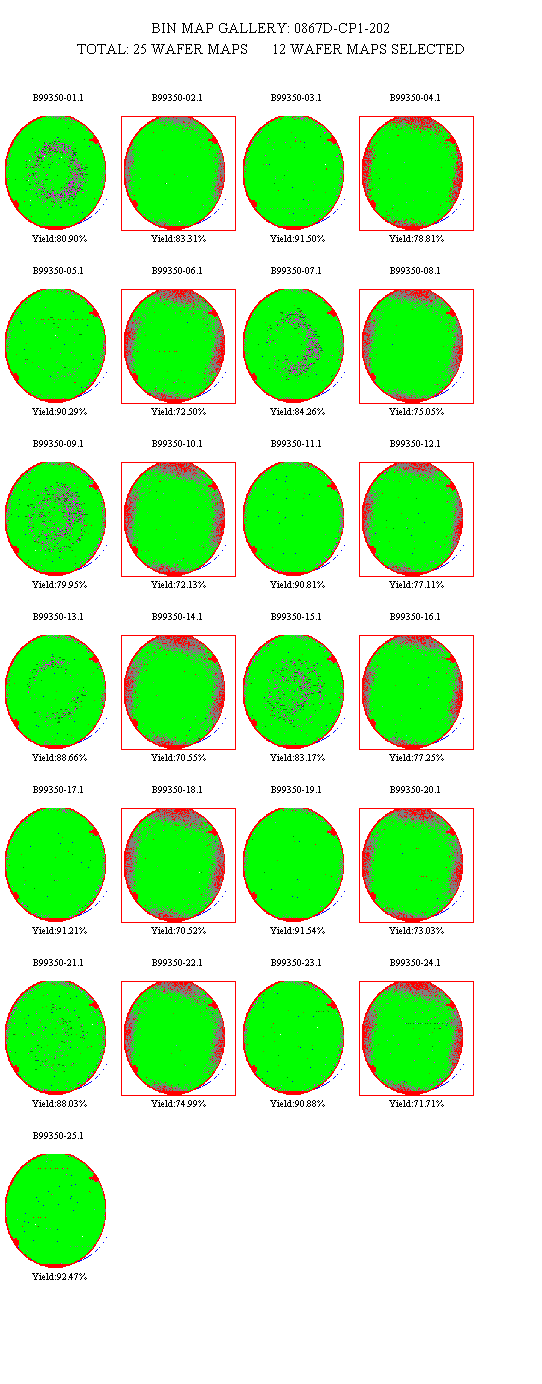 BIN MAP GALLERY: 0867D-CP1-202
TOTAL: 25 WAFER MAPS 12 WAFER MAPS SELECTED
B99350-01.1 B99350-02.1 B99350-03.1 B99350-04.1
Yield:80.90% Yield:83.31% Yield:91.50% Yield:78.81%
B99350-05.1 B99350-06.1 B99350-07.1 B99350-08.1
Yield:90.29% Yield:72.50% Yield:84.26% Yield:75.05%
B99350-09.1 B99350-10.1 B99350-11.1 B99350-12.1
Yield:79.95% Yield:72.13% Yield:90.81% Yield:77.11%
B99350-13.1 B99350-14.1 B99350-15.1 B99350-16.1
Yield:88.66% Yield:70.55% Yield:83.17% Yield:77.25%
B99350-17.1 B99350-18.1 B99350-19.1 B99350-20.1
Yield:91.21% Yield:70.52% Yield:91.54% Yield:73.03%
B99350-21.1 B99350-22.1 B99350-23.1 B99350-24.1
Yield:88.03% Yield:74.99% Yield:90.88% Yield:71.71%
B99350-25.1
Yield:92.47%